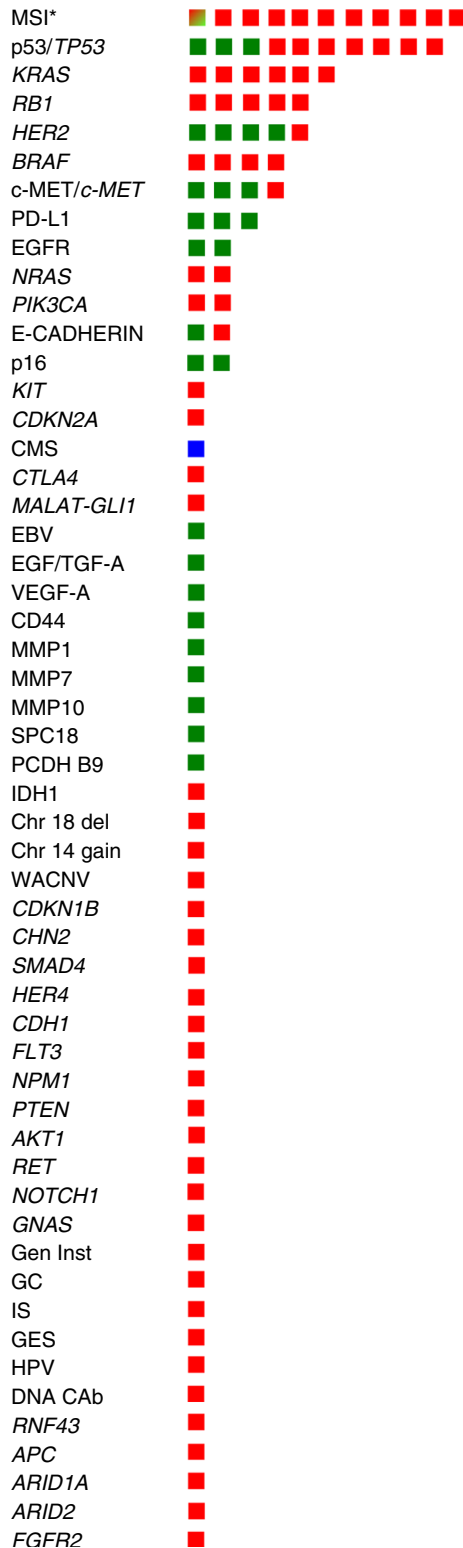 MSI*
p53/TP53
KRAS
RB1
HER2
BRAF
c-MET/c-MET
PD-L1
EGFR
NRAS
PIK3CA
E-CADHERIN
p16
KIT
CDKN2A
CMS
CTLA4
MALAT-GLI1
EBV
EGF/TGF-A
VEGF-A
CD44
MMP1
MMP7
MMP10
SPC18
PCDH B9
IDH1
Chr 18 del
Chr 14 gain
WACNV
CDKN1B
CHN2
SMAD4
HER4
CDH1
FLT3
NPM1
PTEN
AKT1
RET
NOTCH1
GNAS
Gen Inst
GC
IS
GES
HPV
DNA CAb
RNF43
APC
ARID1A
ARID2
FGFR2